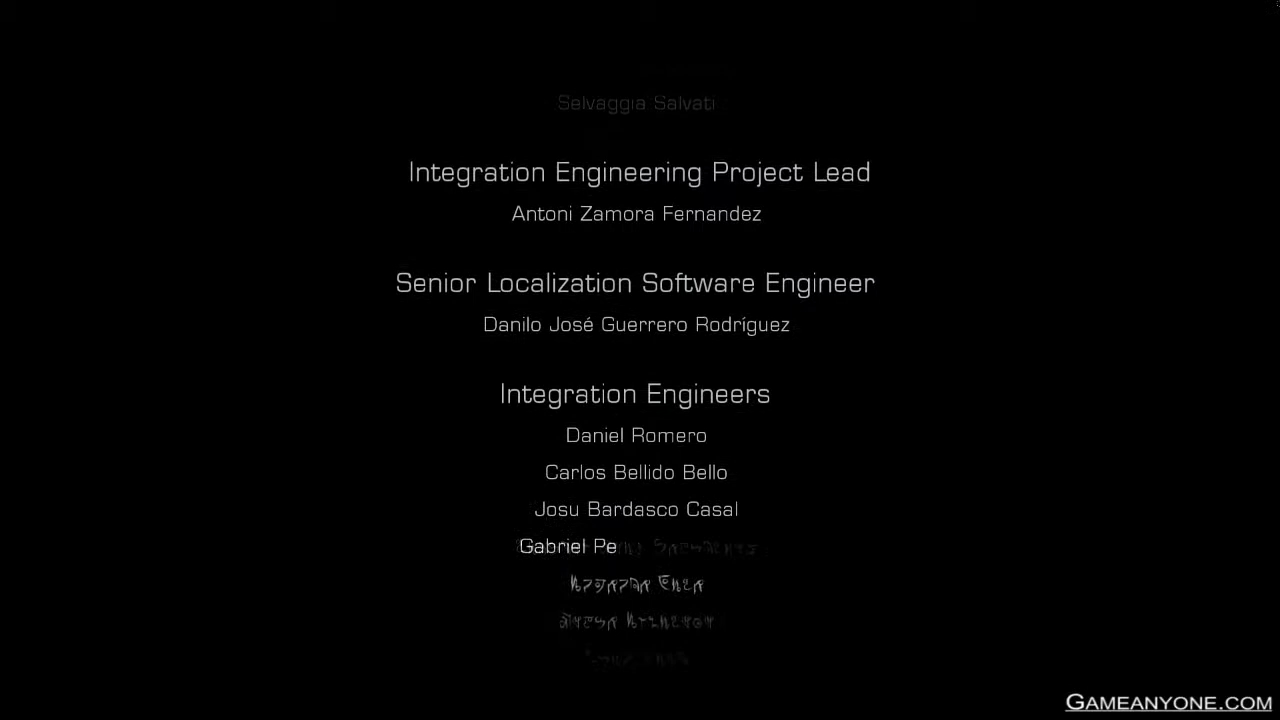 Selvaggia Salvati
Integration Engineering Project Lead
Antoni Zamora Fernandez
Senior Localization Software Engineer
Danilo José Guerrero Rodríguez
Integration Engineers
Daniel Romero
Carlos Bellido Bello
Josu Bardasco Casal
Gabriel Pe
GAMEANYONE.COM